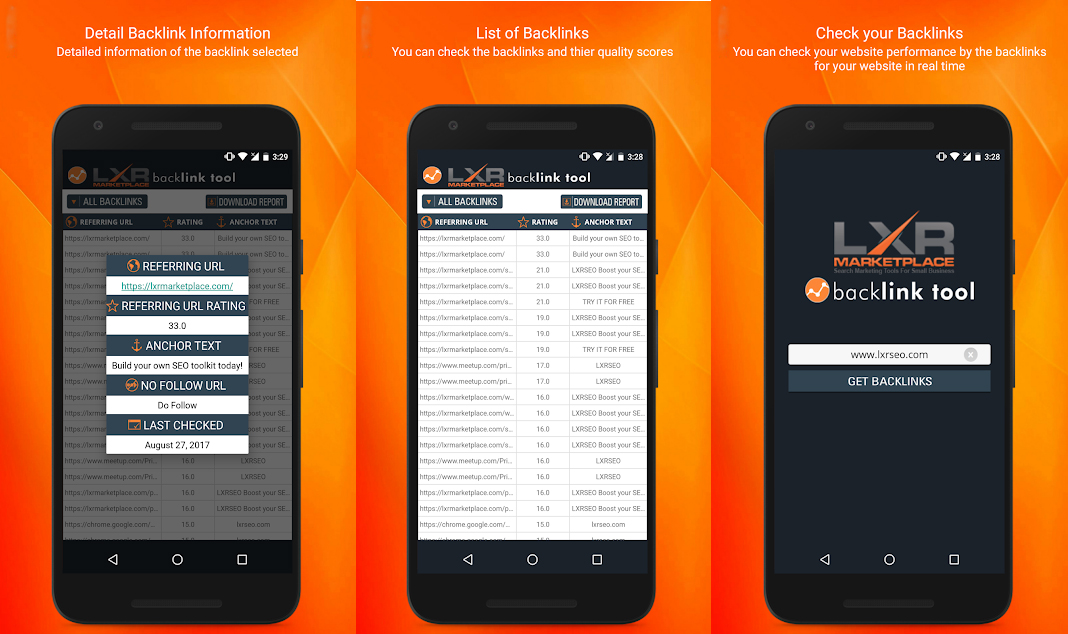 Detail Backlink Information
Detailed information of the backlink selected
3:29
LXR
MARKETPLACE
backlink tool
ALL BACKLINKS
DOWNLOAD REPORT
REFERRING URL RATING ANCHOR TEXT
https://lxrmarketplace.com/ 33.0 Build your own SEO to...
REFERRING URL
https://lxrmarketplace.com/
REFERRING URL RATING
33.0
ANCHOR TEXT
Build your own SEO toolkit today!
NO FOLLOW URL
Do Follow
LAST CHECKED
August 27, 2017
https://www.meetup.com/Pri... 16.0 LXRSEO
https://www.meetup.com/Pri... 16.0 LXRSEO
https://lxrmarketplace.com/p... 16.0 LXRSEO Boost your SE...
https://lxrmarketplace.com/p... 16.0 LXRSEO Boost your SE...
https://chrome.google.com/... 15.0 lxrseo.com
List of Backlinks
You can check the backlinks and thier quality scores
3:28
LXR
MARKETPLACE
backlink tool
ALL BACKLINKS
DOWNLOAD REPORT
REFERRING URL RATING ANCHOR TEXT
https://lxrmarketplace.com/ 33.0 Build your own SEO to...
https://lxrmarketplace.com/ 33.0 Build your own SEO to...
https://lxrmarketplace.com/s... 21.0 LXRSEO Boost your SE...
https://lxrmarketplace.com/s... 21.0 LXRSEO Boost your SE...
https://lxrmarketplace.com/s... 21.0 TRY IT FOR FREE
https://lxrmarketplace.com/s... 19.0 LXRSEO Boost your SE...
https://lxrmarketplace.com/s... 19.0 LXRSEO Boost your SE...
https://lxrmarketplace.com/s... 19.0 TRY IT FOR FREE
https://www.meetup.com/pri... 17.0 LXRSEO
https://www.meetup.com/pri... 17.0 LXRSEO
https://lxrmarketplace.com/w... 16.0 LXRSEO Boost your SE...
https://lxrmarketplace.com/w... 16.0 LXRSEO Boost your SE...
https://lxrmarketplace.com/s... 16.0 LXRSEO Boost your SE...
https://lxrmarketplace.com/s... 16.0 LXRSEO Boost your SE...
https://www.meetup.com/Pri... 16.0 LXRSEO
https://www.meetup.com/Pri... 16.0 LXRSEO
https://lxrmarketplace.com/p... 16.0 LXRSEO Boost your SE...
https://lxrmarketplace.com/p... 16.0 LXRSEO Boost your SE...
https://chrome.google.com/... 15.0 lxrseo.com
Check your Backlinks
You can check your website performance by the backlinks
for your website in real time
3:28
LXR
MARKETPLACE
Search Marketing Tools For Small Business
backlink tool
www.lxrseo.com
GET BACKLINKS